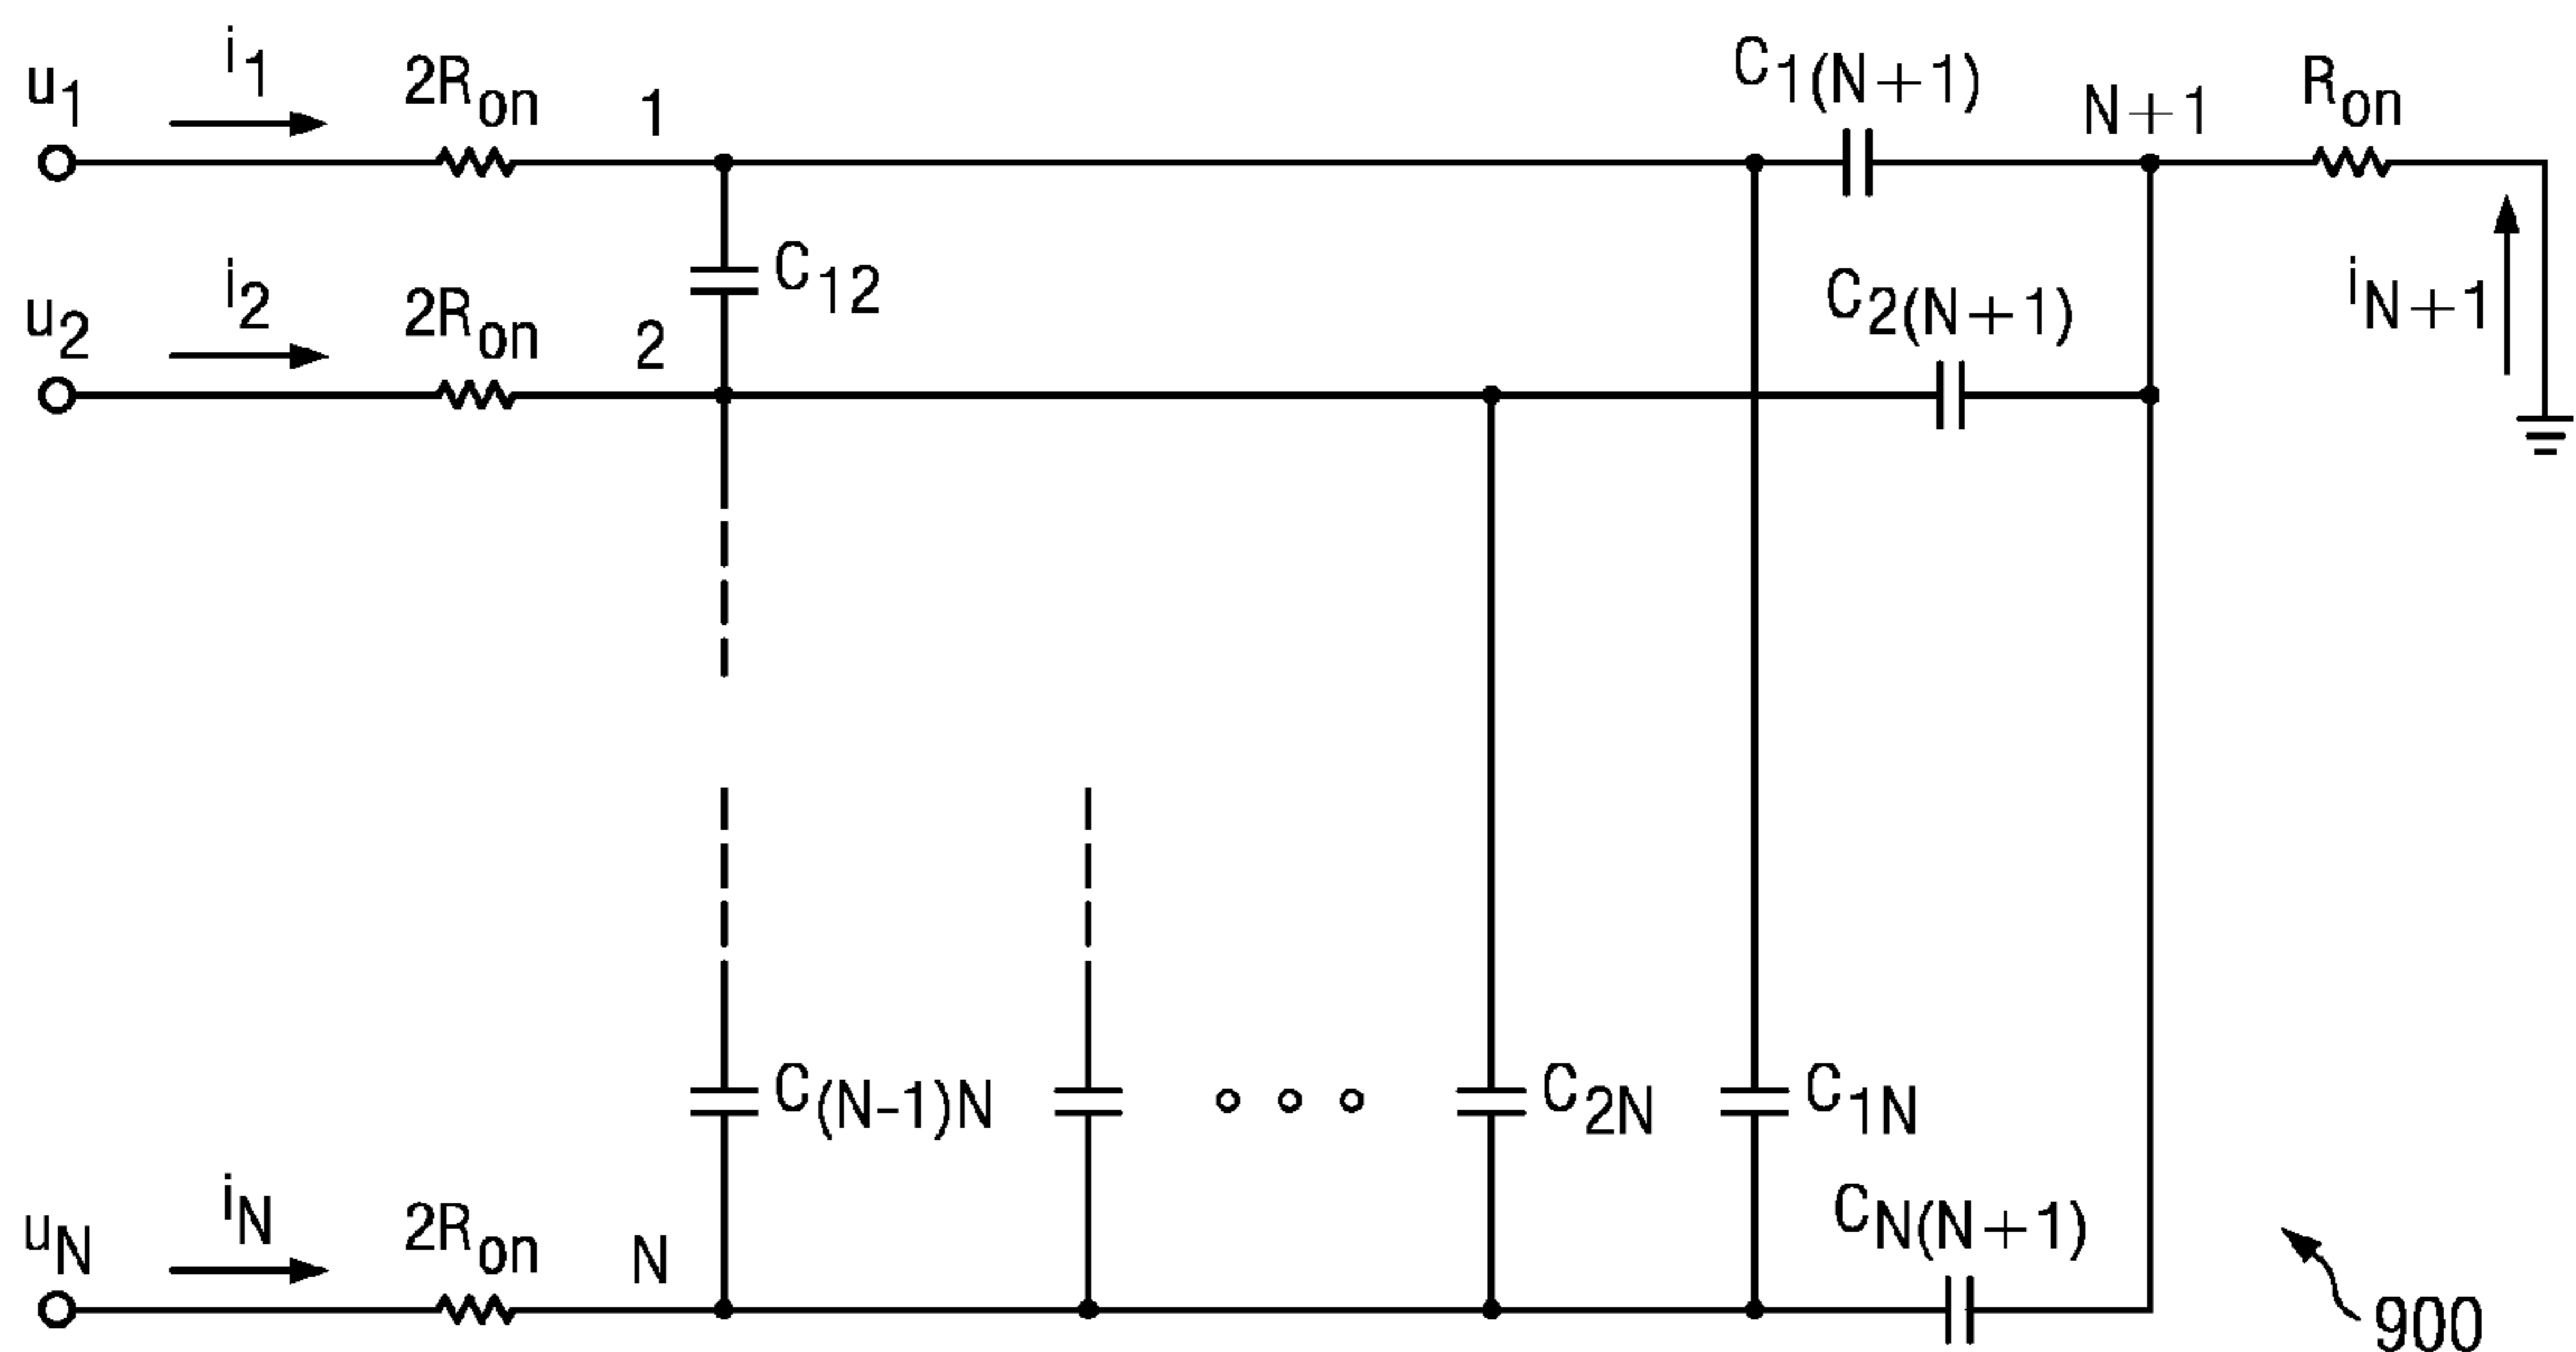 u1 i1 2Ron 1 C1(N+1) N+1 Ron
C12
u2 i2 2Ron 2 C2(N+1) iN+1
C(N-1)N C2N C1N
uN iN 2Ron N CN(N+1)
900